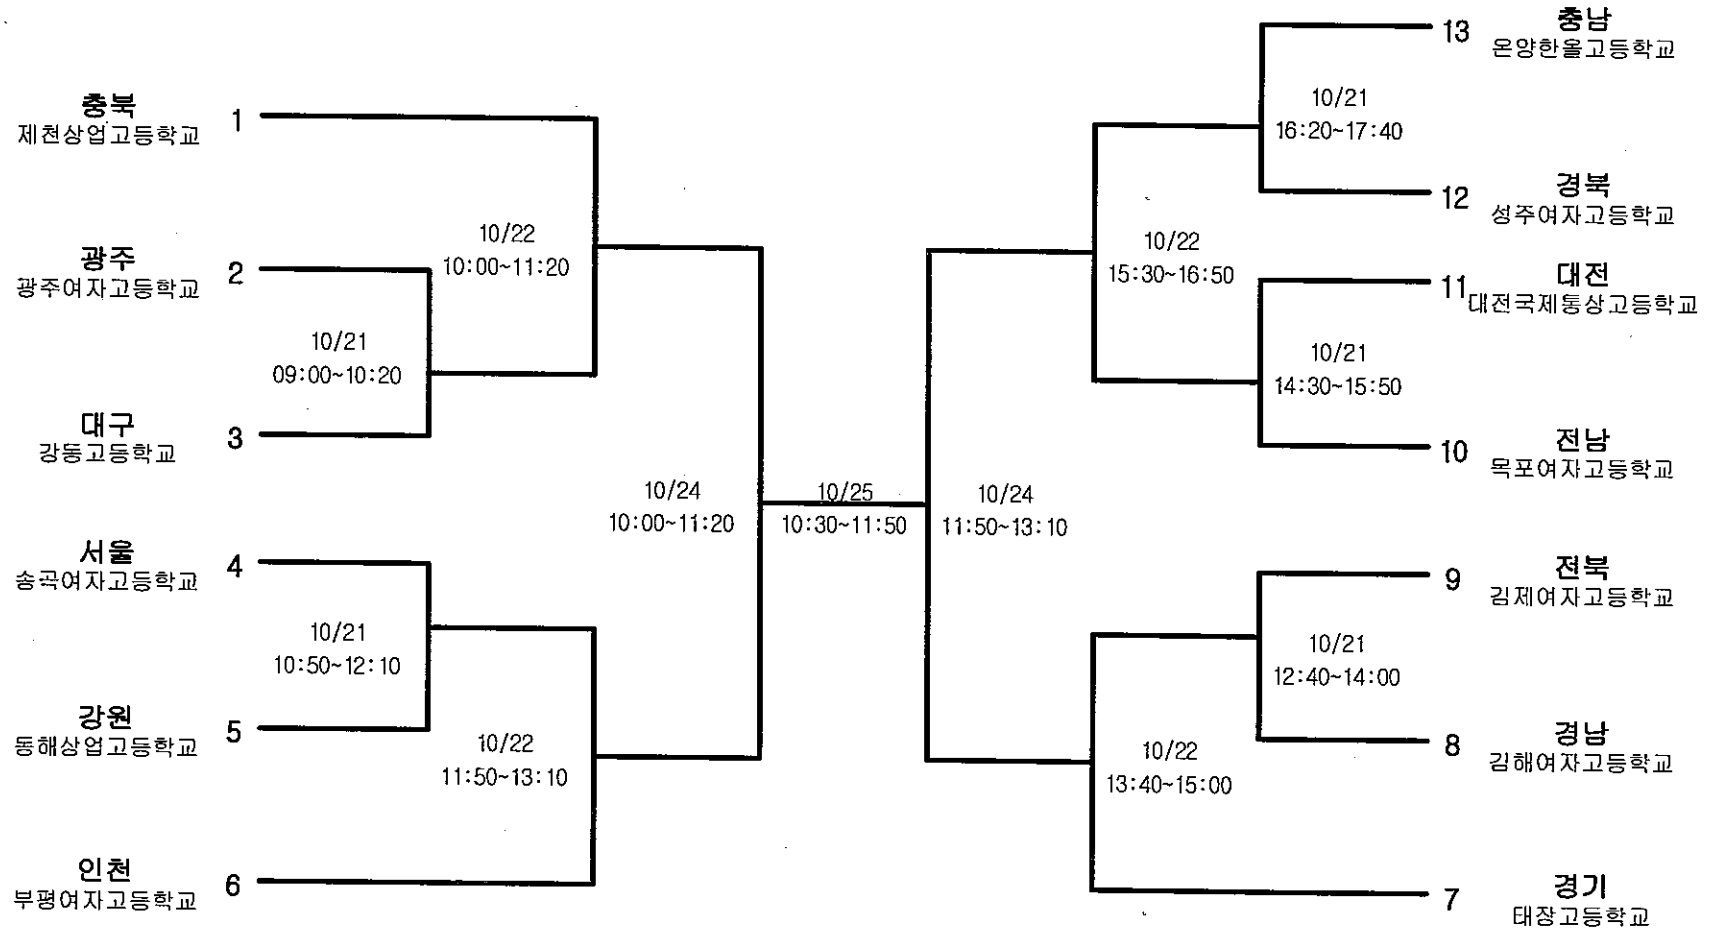 충북
제천상업고등학교
1
광주
광주여자고등학교
2
10/21
09:00~10:20
대구
강동고등학교
3
10/22
10:00~11:20
서울
송곡여자고등학교
4
10/21
10:50~12:10
강원
동해상업고등학교
5
10/22
11:50~13:10
인천
부평여자고등학교
6
10/24
10:00~11:20
10/25
10:30~11:50
10/24
11:50~13:10
13
충남
온양한올고등학교
10/21
16:20~17:40
12
경북
성주여자고등학교
10/22
15:30~16:50
11
대전
대전국제통상고등학교
10/21
14:30~15:50
10
전남
목포여자고등학교
9
전북
김제여자고등학교
10/21
12:40~14:00
8
경남
김해여자고등학교
10/22
13:40~15:00
7
경기
태장고등학교